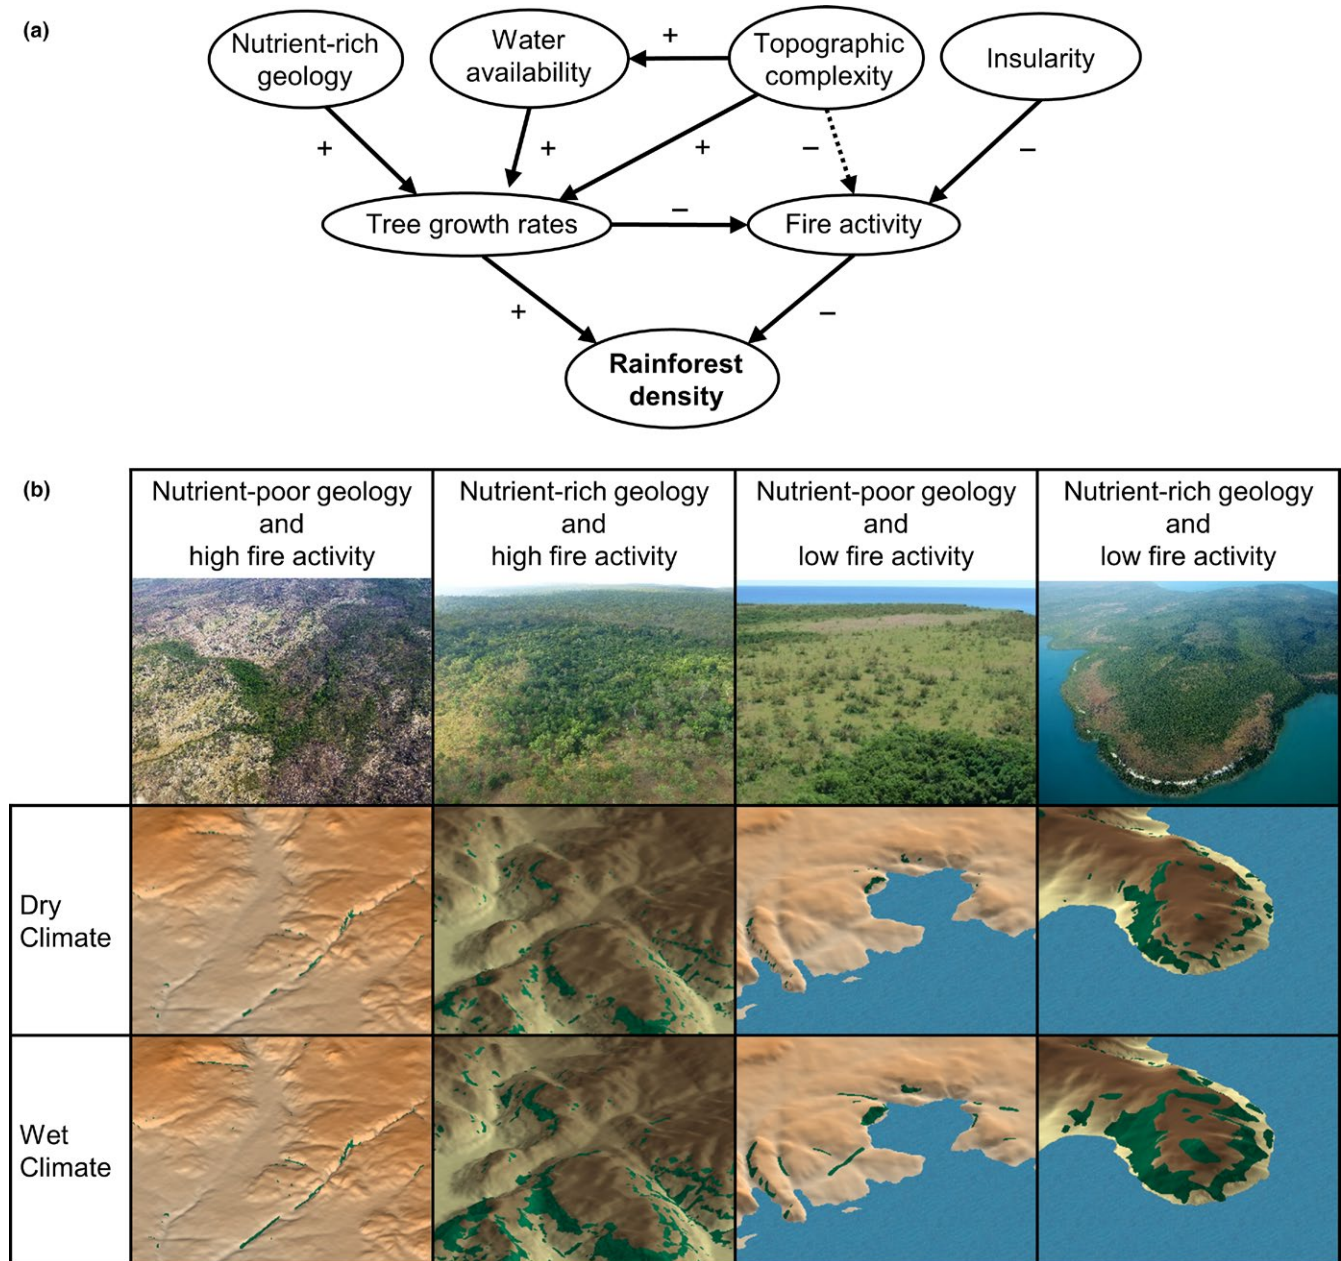 (a)
Nutrient-rich
geology
Water
availability
+
Topographic
complexity
Insularity
+
+
+
–
–
Tree growth rates
–
Fire activity
+
–
Rainforest
density
(b)
Nutrient-poor geology
and
high fire activity
Nutrient-rich geology
and
high fire activity
Nutrient-poor geology
and
low fire activity
Nutrient-rich geology
and
low fire activity
Dry
Climate
Wet
Climate